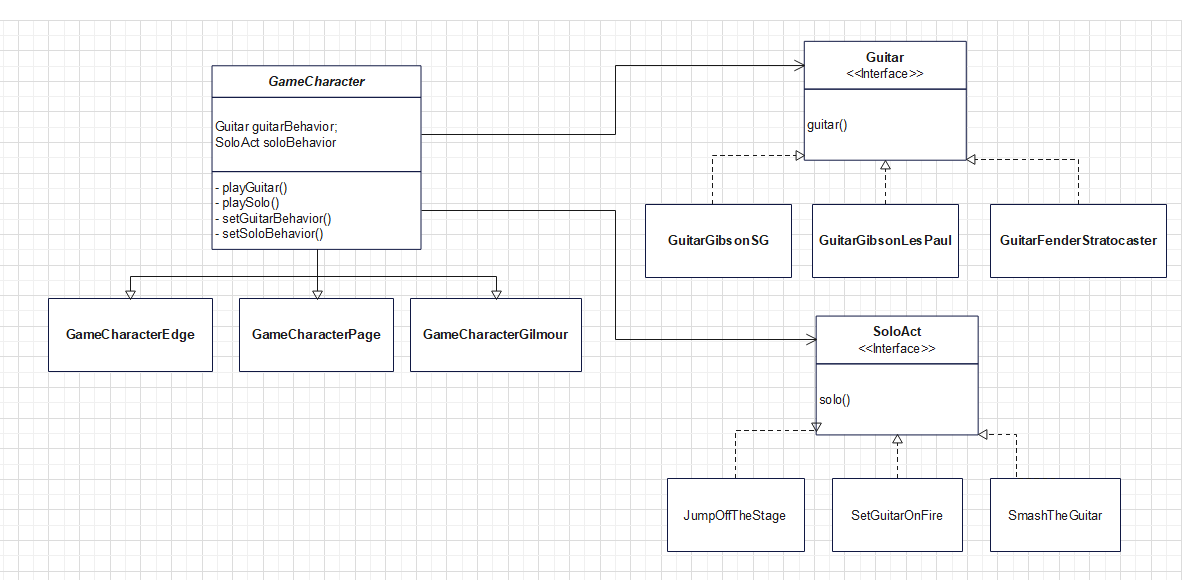 GameCharacter
Guitar guitarBehavior;
SoloAct soloBehavior
- playGuitar()
- playSolo()
- setGuitarBehavior()
- setSoloBehavior()
GameCharacterEdge
GameCharacterPage
GameCharacterGilmour
Guitar
<<Interface>>
guitar()
GuitarGibsonSG
GuitarGibsonLesPaul
GuitarFenderStratocaster
SoloAct
<<Interface>>
solo()
JumpOffTheStage
SetGuitarOnFire
SmashTheGuitar